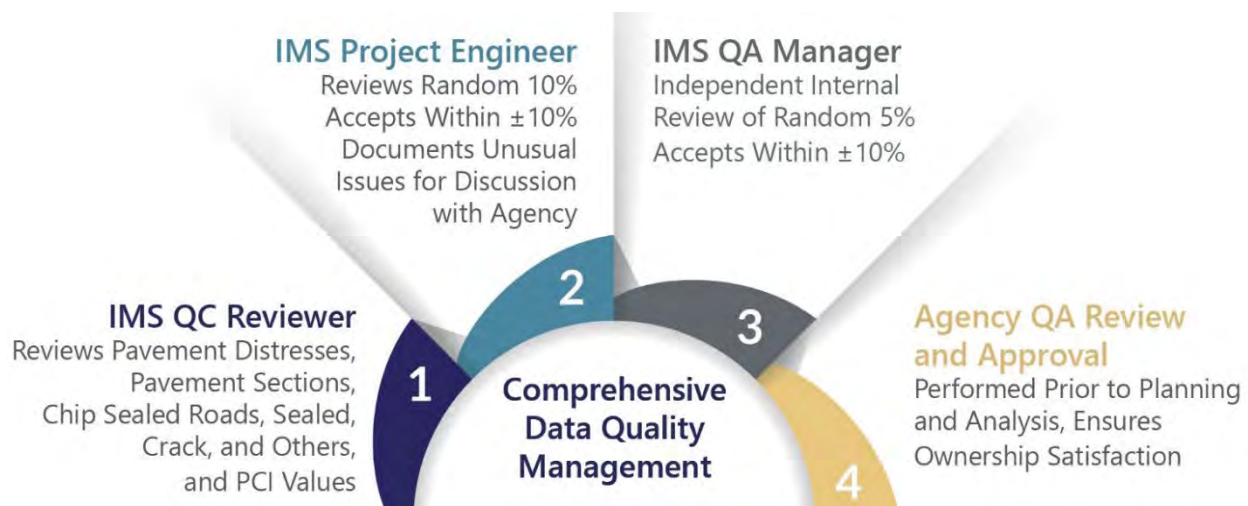 IMS Project Engineer
Reviews Random 10%
Accepts Within ±10%
Documents Unusual
Issues for Discussion
with Agency
IMS QA Manager
Independent Internal
Review of Random 5%
Accepts Within ±10%
IMS QC Reviewer
Reviews Pavement Distresses,
Pavement Sections,
Chip Sealed Roads, Sealed,
Crack, and Others,
and PCI Values
1
2
3
4
Comprehensive
Data Quality
Management
Agency QA Review
and Approval
Performed Prior to Planning
and Analysis, Ensures
Ownership Satisfaction